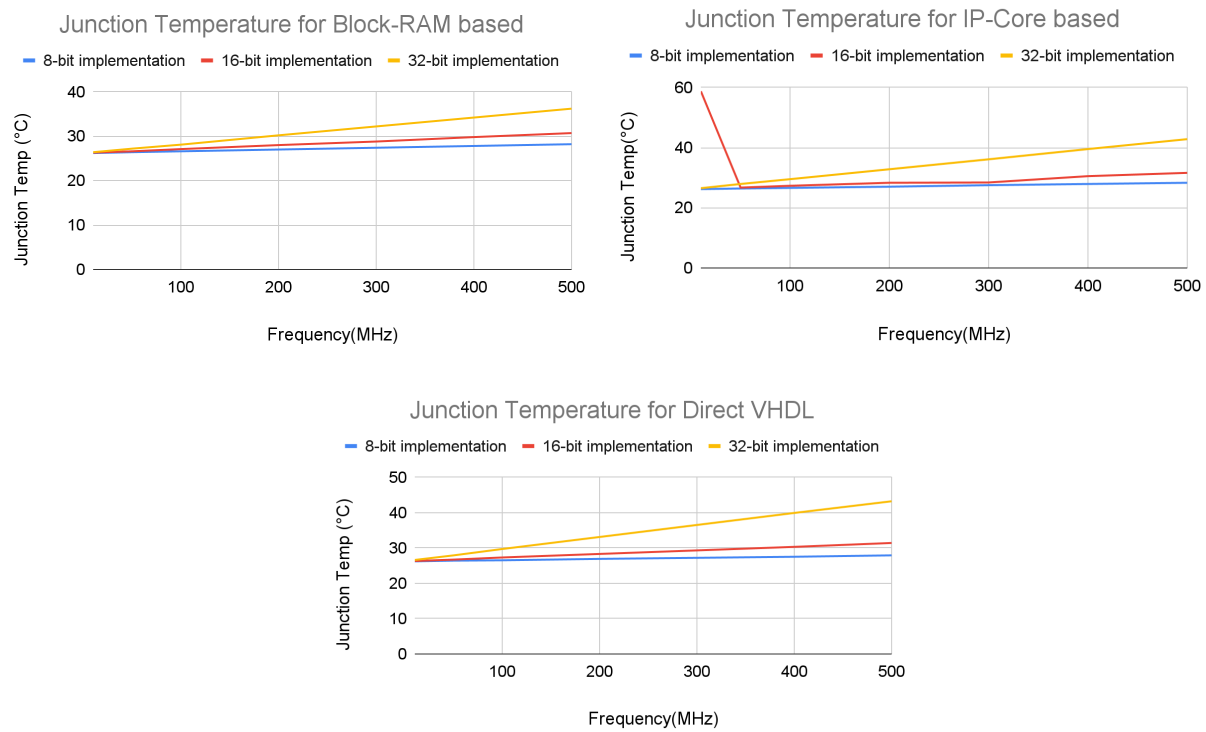 Junction Temperature for Block-RAM based
8-bit implementation 16-bit implementation 32-bit implementation
Junction Temp (°C)
40
30
20
10
0
100 200 300 400 500
Frequency(MHz)
Junction Temperature for IP-Core based
8-bit implementation 16-bit implementation 32-bit implementation
Junction Temp(°C)
60
40
20
0
100 200 300 400 500
Frequency(MHz)
Junction Temperature for Direct VHDL
8-bit implementation 16-bit implementation 32-bit implementation
Junction Temp (°C)
50
40
30
20
10
0
100 200 300 400 500
Frequency(MHz)